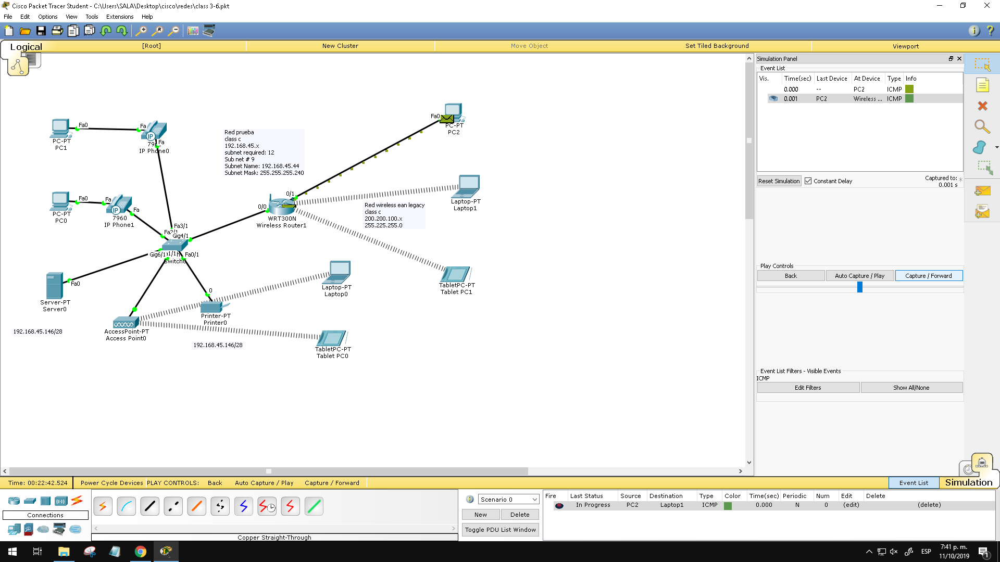 Cisco Packet Tracer Student - C:\Users\SALA\Desktop\cisco\redes\class 3-6.pkt
File Edit Options View Tools Extensions Help
Logical
[Root]
New Cluster
Move Object
Set Tiled Background
Viewport
Fa0
Fa
PC-PT
PC1
IP
Fa
IP Phone0
Fa0
Fa
PC-PT
PC0
IP
Fa
7960
IP Phone1
Red prueba
class c
192.168.45.x
subnet required: 12
Sub net # 9
Subnet Name: 192.168.45.44
Subnet Mask: 255.255.255.240
Fa0
PC-PT
PC2
0/1
0/0
WRT300N
Wireless Router1
Laptop-PT
Laptop1
Red wireless ean legacy
class c
200.200.100.x
255.225.255.0
Fa3/1
Gig4/1
Gig6/1
Fa0/1
Switch0
Fa0
Server-PT
Server0
0
Printer-PT
Printer0
Laptop-PT
Laptop0
TabletPC-PT
Tablet PC1
AccessPoint-PT
Access Point0
192.168.45.146/28
192.168.45.146/28
TabletPC-PT
Tablet PC0
Simulation Panel
Event List
Vis. Time(sec) Last Device At Device Type Info
0.000 -- PC2 ICMP
0.001 PC2 Wireless ... ICMP
Reset Simulation
Constant Delay
Captured to:
0.001 s
Play Controls
Back
Auto Capture / Play
Capture / Forward
Event List Filters - Visible Events
ICMP
Edit Filters
Show All/None
Time: 00:22:42.524
Power Cycle Devices PLAY CONTROLS: Back Auto Capture / Play Capture / Forward
Event List
Simulation
Connections
Copper Straight-Through
Scenario 0
New
Delete
Toggle PDU List Window
Fire Last Status Source Destination Type Color Time(sec) Periodic Num Edit Delete
In Progress PC2 Laptop1 ICMP 0.000 N 0 (edit) (delete)
ESP
7:41 p. m.
11/10/2019
1